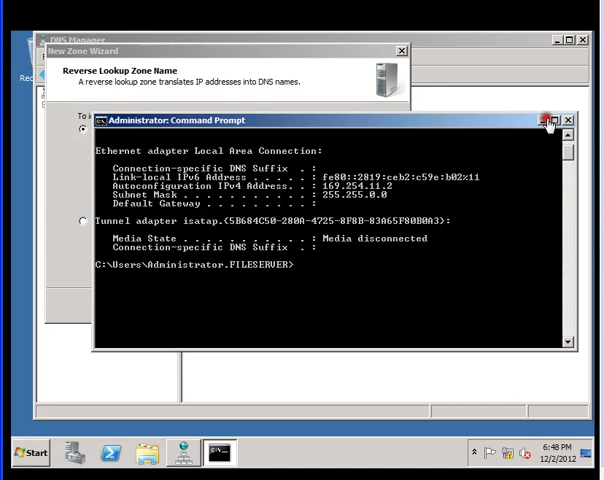 DNS Manager
New Zone Wizard
Reverse Lookup Zone Name
A reverse lookup zone translates IP addresses into DNS names.
To i
Administrator: Command Prompt
Ethernet adapter Local Area Connection:
Connection-specific DNS Suffix . :
Link-local IPv6 Address . . . . . : fe80::2819:ceb2:c59e:b02%11
Autoconfiguration IPv4 Address. . : 169.254.11.2
Subnet Mask . . . . . . . . . . . : 255.255.0.0
Default Gateway . . . . . . . . . :
Tunnel adapter isatap.{5B684C50-280A-4725-8F8B-83A65F80B0A3}:
Media State . . . . . . . . . . . : Media disconnected
Connection-specific DNS Suffix . :
C:\Users\Administrator.FILESERVER>
Start
6:48 PM
12/2/2012